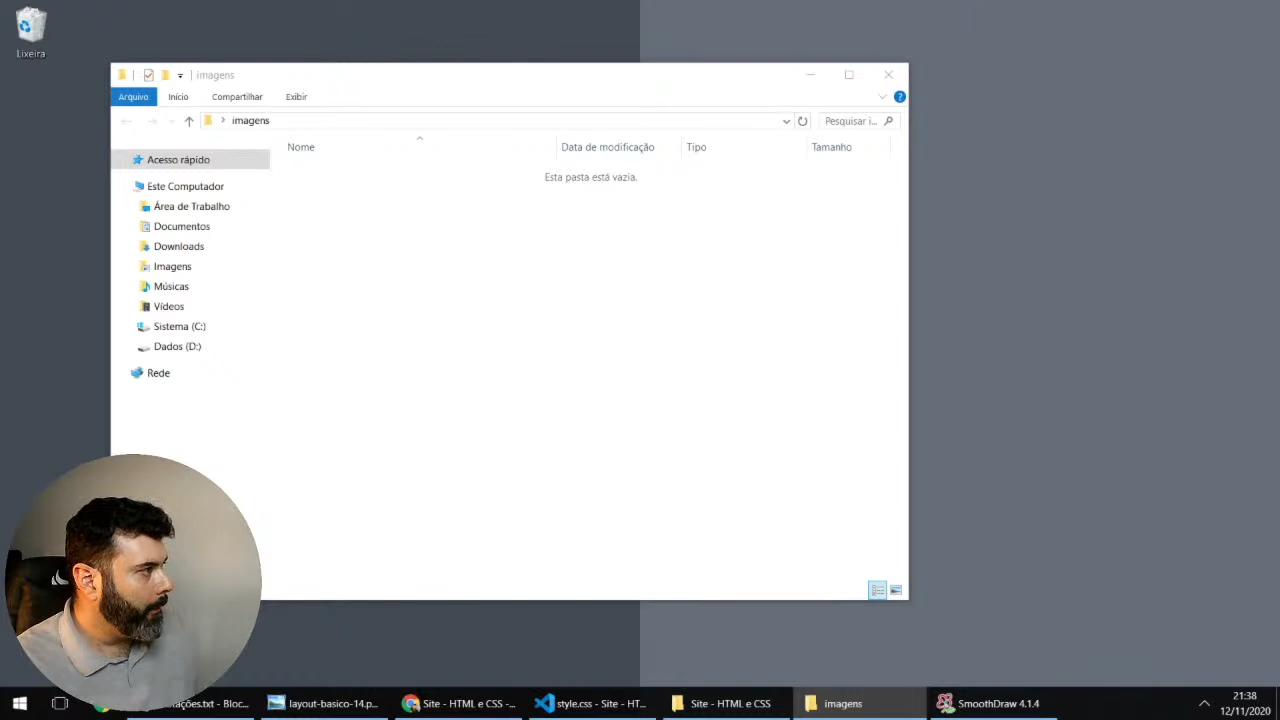 Lixeira
imagens
Arquivo Início Compartilhar Exibir
imagens
Pesquisar i...
Nome Data de modificação Tipo Tamanho
Esta pasta está vazia.
Acesso rápido
Este Computador
Área de Trabalho
Documentos
Downloads
Imagens
Músicas
Vídeos
Sistema (C:)
Dados (D:)
Rede
tações.txt - Bloc...
layout-basico-14.p...
Site - HTML e CSS -...
style.css - Site - HT...
Site - HTML e CSS
imagens
SmoothDraw 4.1.4
21:38
12/11/2020